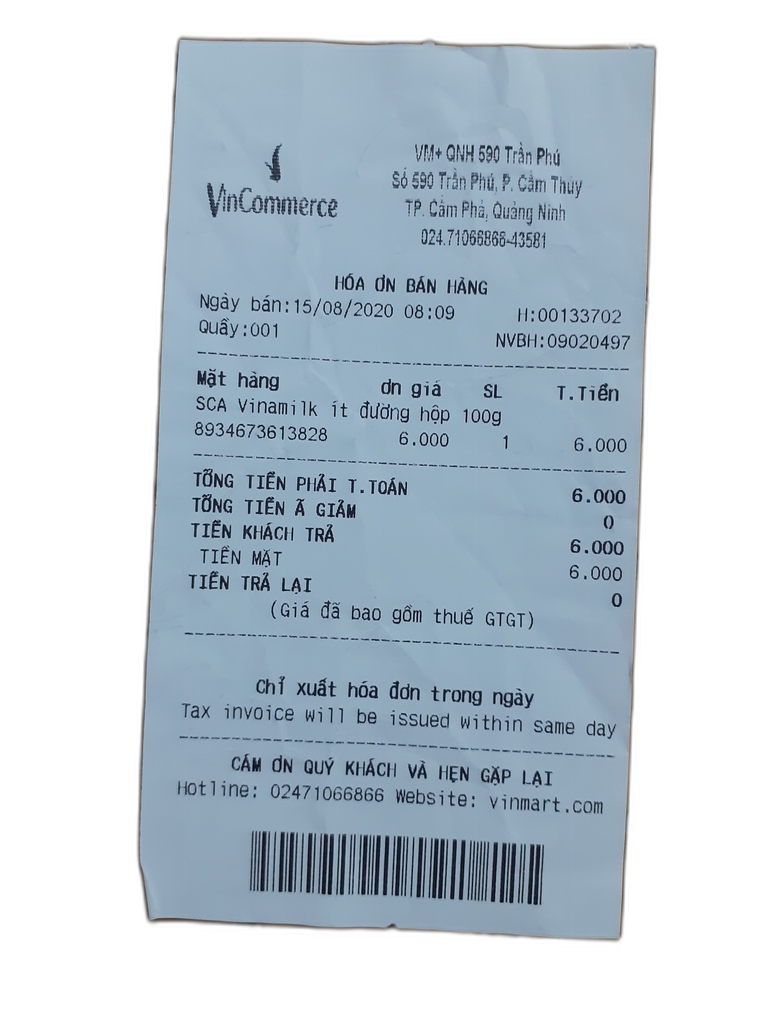 VinCommerce
VM+ QNH 590 Trần Phú
Số 590 Trần Phú, P. Cẩm Thủy
TP. Cẩm Phả, Quảng Ninh
024.71066866-43581
HÓA ƠN BÁN HÀNG
Ngày bán:15/08/2020 08:09 H:00133702
Quầy:001 NVBH:09020497
Mặt hàng ơn giá SL T.Tiền
SCA Vinamilk ít đường hộp 100g
8934673613828 6.000 1 6.000
TỔNG TIỀN PHẢI T.TOÁN 6.000
TỔNG TIỀN Ã GIẢM 0
TIỀN KHÁCH TRẢ 6.000
TIỀN MẶT 6.000
TIỀN TRẢ LẠI 0
(Giá đã bao gồm thuế GTGT)
Chỉ xuất hóa đơn trong ngày
Tax invoice will be issued within same day
CÁM ƠN QUÝ KHÁCH VÀ HẸN GẶP LẠI
Hotline: 02471066866 Website: vinmart.com